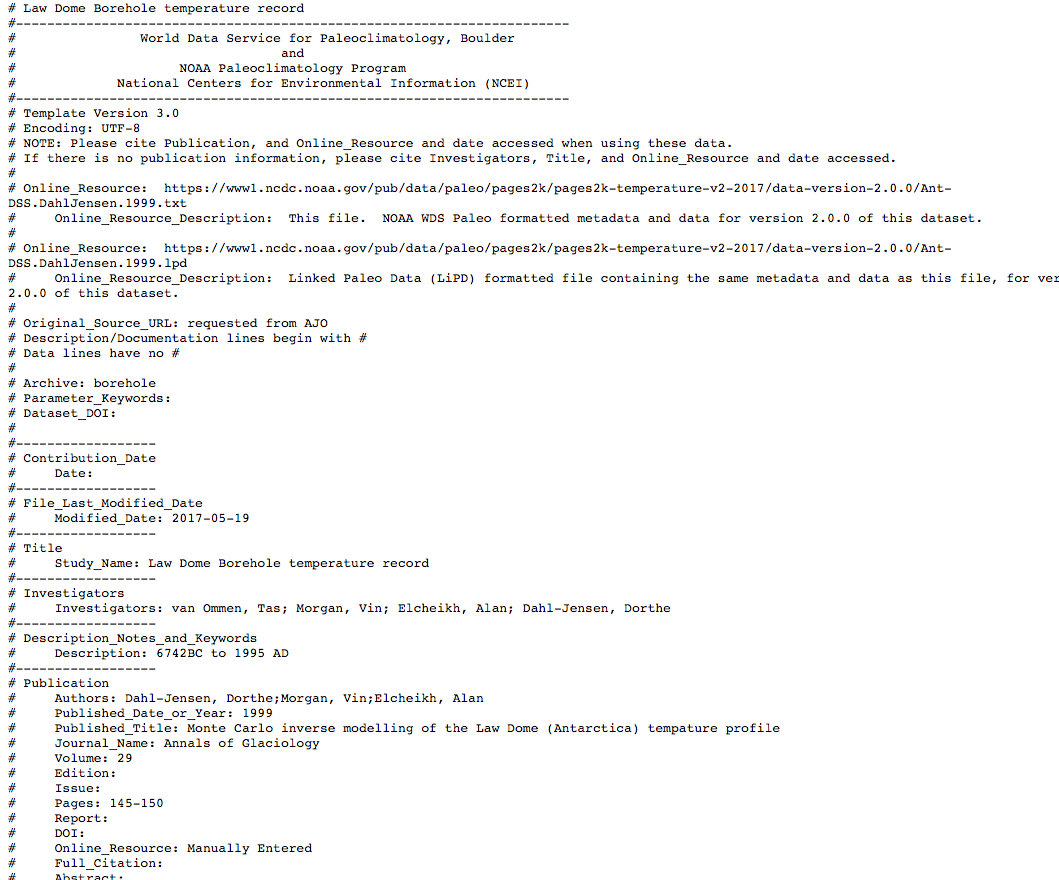 # Law Dome Borehole temperature record
#-----------------------------------------------------------------------
#                World Data Service for Paleoclimatology, Boulder
#                                  and
#                     NOAA Paleoclimatology Program
#             National Centers for Environmental Information (NCEI)
#-----------------------------------------------------------------------
# Template Version 3.0
# Encoding: UTF-8
# NOTE: Please cite Publication, and Online_Resource and date accessed when using these data.
# If there is no publication information, please cite Investigators, Title, and Online_Resource and date accessed.
#
# Online_Resource:  https://www1.ncdc.noaa.gov/pub/data/paleo/pages2k/pages2k-temperature-v2-2017/data-version-2.0.0/Ant-
DSS.DahlJensen.1999.txt
#     Online_Resource_Description:  This file.  NOAA WDS Paleo formatted metadata and data for version 2.0.0 of this dataset.
#
# Online_Resource:  https://www1.ncdc.noaa.gov/pub/data/paleo/pages2k/pages2k-temperature-v2-2017/data-version-2.0.0/Ant-
DSS.DahlJensen.1999.lpd
#     Online_Resource_Description:  Linked Paleo Data (LiPD) formatted file containing the same metadata and data as this file, for ver
2.0.0 of this dataset.
#
# Original_Source_URL: requested from AJO
# Description/Documentation lines begin with #
# Data lines have no #
#
# Archive: borehole
# Parameter_Keywords:
# Dataset_DOI:
#
#------------------
# Contribution_Date
#     Date:
#------------------
# File_Last_Modified_Date
#     Modified_Date: 2017-05-19
#------------------
# Title
#     Study_Name: Law Dome Borehole temperature record
#------------------
# Investigators
#     Investigators: van Ommen, Tas; Morgan, Vin; Elcheikh, Alan; Dahl-Jensen, Dorthe
#------------------
# Description_Notes_and_Keywords
#     Description: 6742BC to 1995 AD
#------------------
# Publication
#     Authors: Dahl-Jensen, Dorthe;Morgan, Vin;Elcheikh, Alan
#     Published_Date_or_Year: 1999
#     Published_Title: Monte Carlo inverse modelling of the Law Dome (Antarctica) tempature profile
#     Journal_Name: Annals of Glaciology
#     Volume: 29
#     Edition:
#     Issue:
#     Pages: 145-150
#     Report:
#     DOI:
#     Online_Resource: Manually Entered
#     Full_Citation:
#     Abstract: